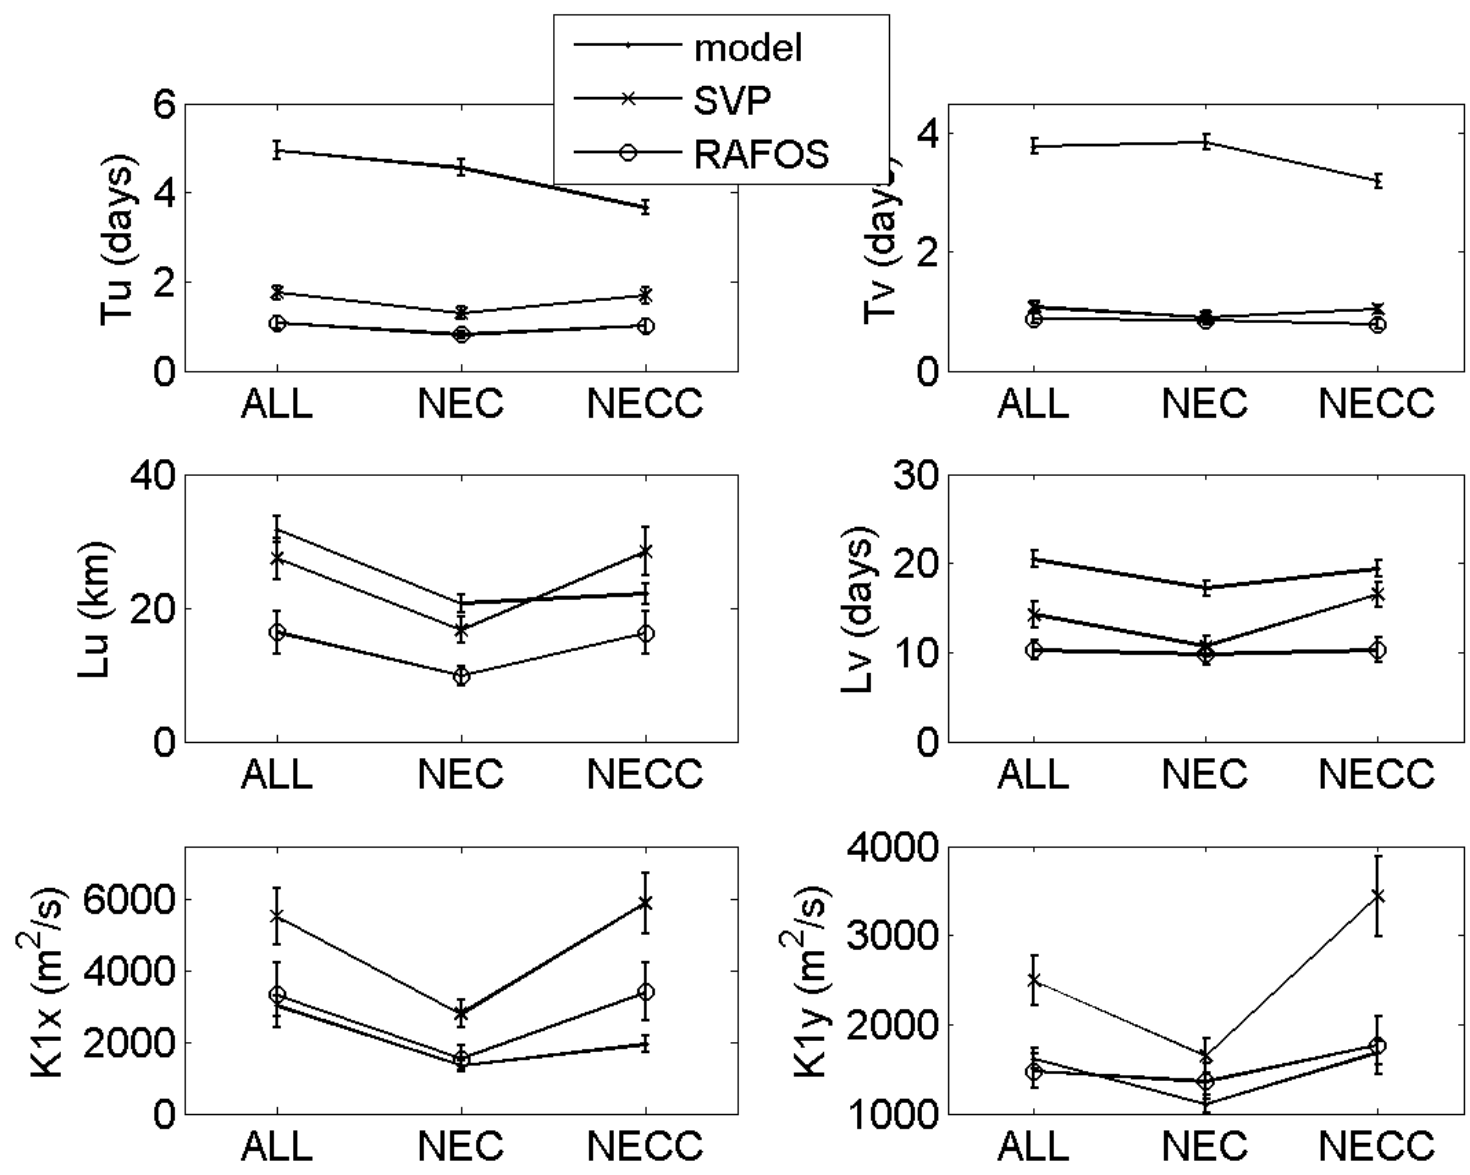 model
SVP
RAFOS
Tu (days)
6
4
2
0
ALL NEC NECC
Tv (days)
4
2
0
ALL NEC NECC
Lu (km)
40
20
0
ALL NEC NECC
Lv (days)
30
20
10
0
ALL NEC NECC
K1x (m²/s)
6000
4000
2000
0
ALL NEC NECC
K1y (m²/s)
4000
3000
2000
1000
ALL NEC NECC